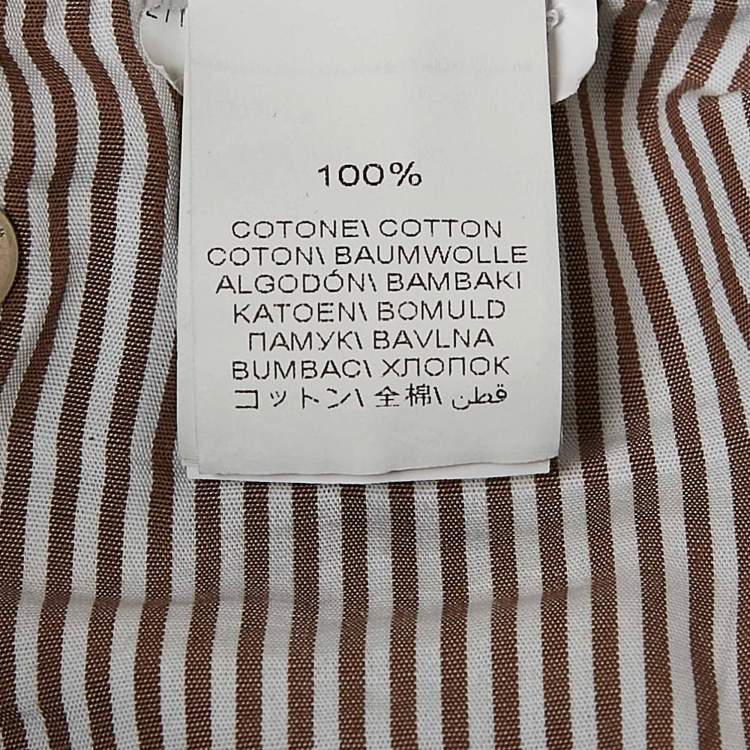 100%
COTONE\ COTTON
COTON\ BAUMWOLLE
ALGODÓN\ BAMBAKI
KATOEN\ BOMULD
ПАМУК\ BAVLNA
BUMBAC\ ХЛОПОК
コットン\ 全棉\ قطن